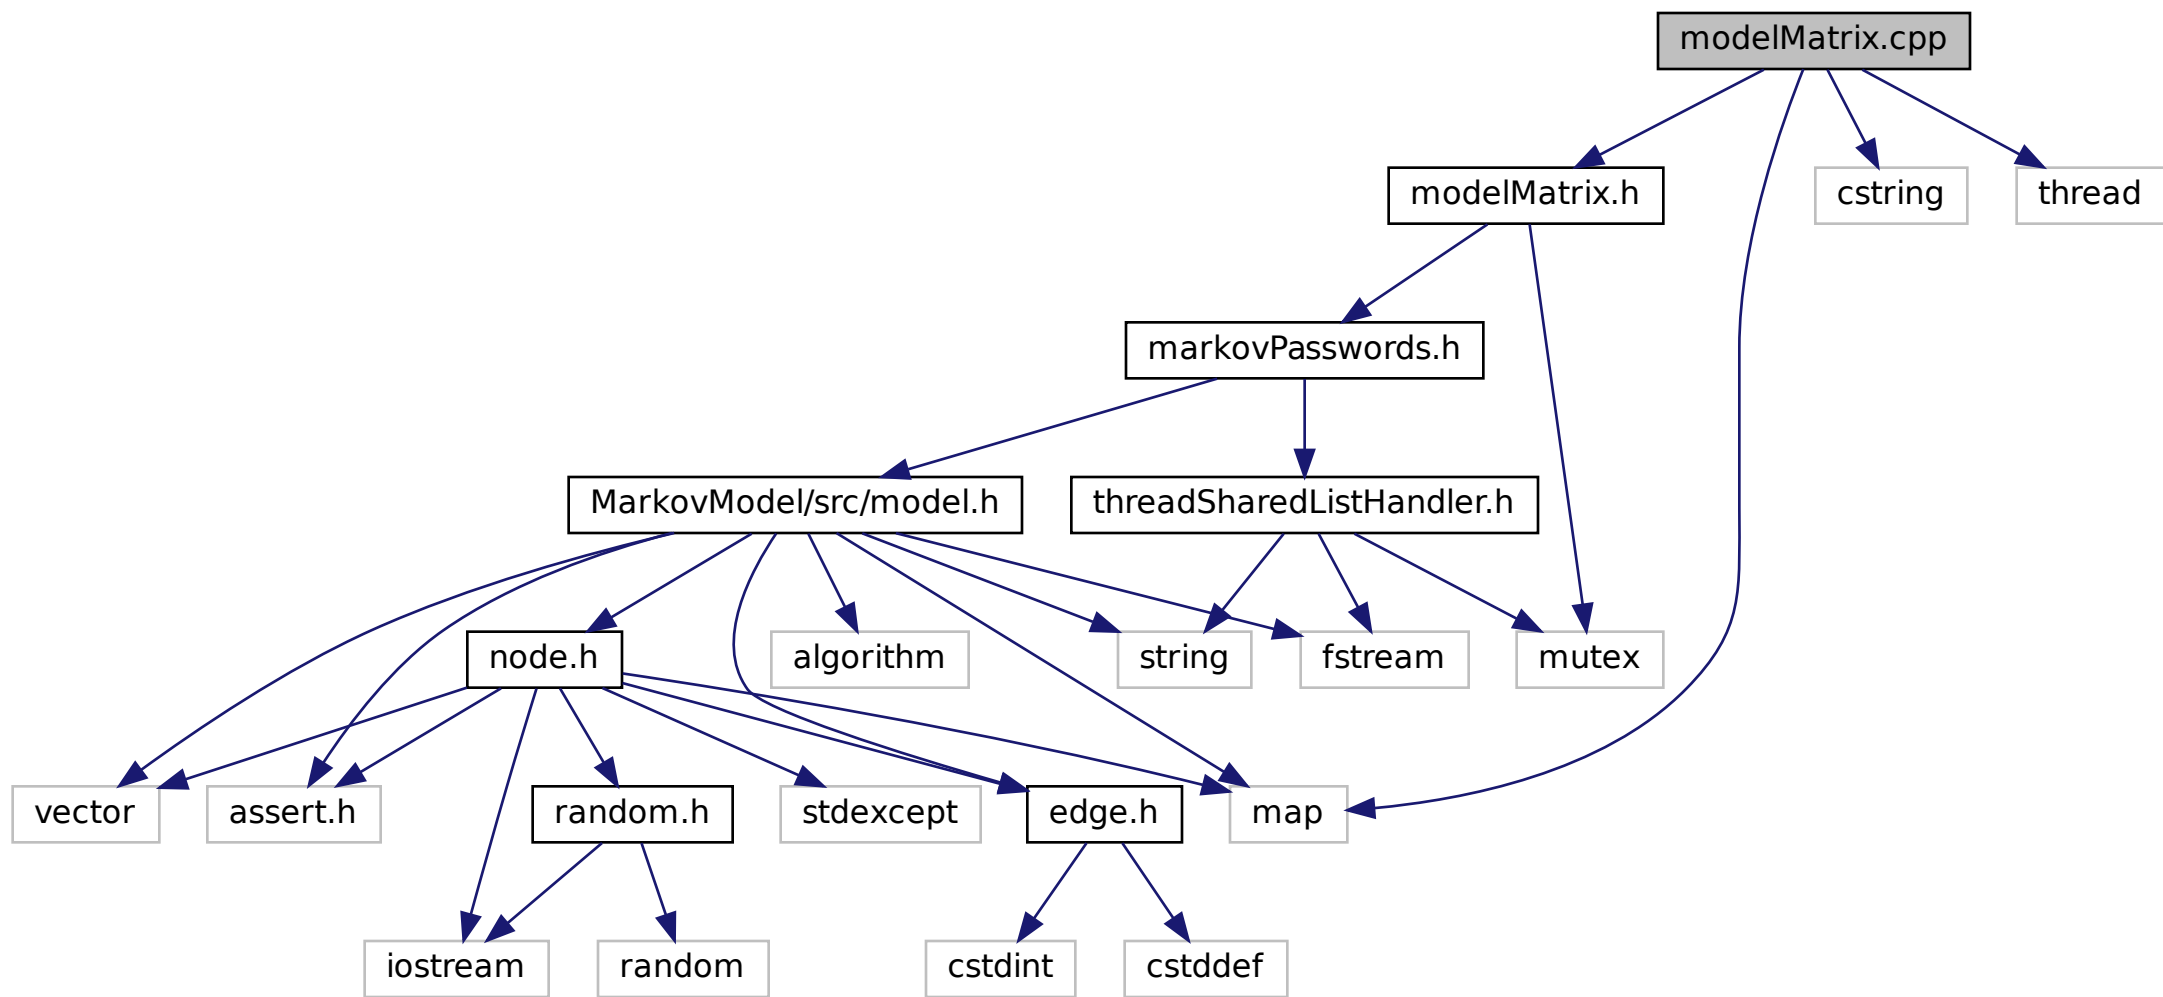 modelMatrix.cpp
modelMatrix.h
cstring
thread
markovPasswords.h
MarkovModel/src/model.h
threadSharedListHandler.h
node.h
algorithm
string
fstream
mutex
vector
assert.h
random.h
stdexcept
edge.h
map
iostream
random
cstdint
cstddef